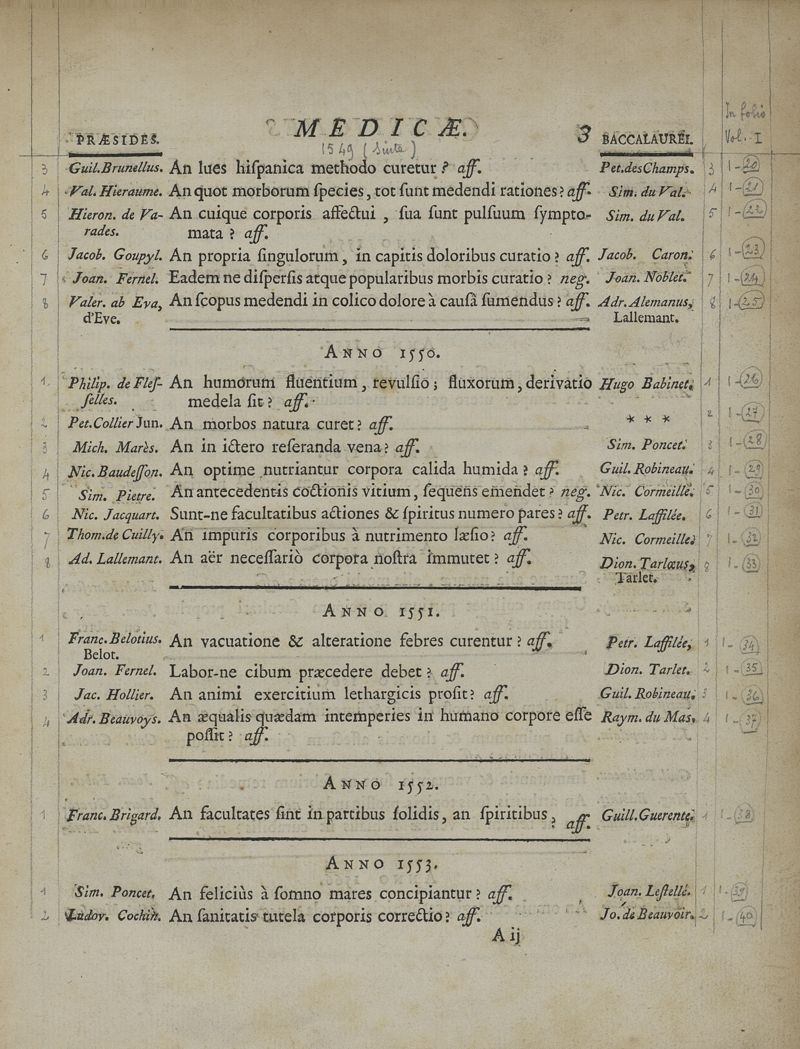 In folio
MEDICÆ. 3
PRÆSIDES. BACCALAUREI. Vol. I
1549 (Suite)
3 Guil. Brunellus. An lues hiſpanica methodo curetur? aff. Pet. des Champs. 3 1-(20)
4 Val. Hieraume. An quot morborum ſpecies, tot ſunt medendi rationes? aff. Sim. du Val. 4 1-(21)
5 Hieron. de Va- An cuique corporis affectui, ſua ſunt pulſuum ſympto- Sim. du Val. 5 1-(22)
rades. mata? aff.
6 Jacob. Goupyl. An propria ſingulorum, in capitis doloribus curatio? aff. Jacob. Caron. 6 1-(23)
7 Joan. Fernel. Eadem ne diſperſis atque popularibus morbis curatio? neg. Joan. Noblet. 7 1-(24)
8 Valer. ab Eva, An ſcopus medendi in colico dolore à cauſâ ſumendus? aff. Adr. Alemanus, 8 1-(25)
d'Eve. Lallemant.
ANNO 1550.
1 Philip. de Fleſ- An humorum fluentium, revulſio; fluxorum, derivatio Hugo Babinet. 1 1-(26)
ſelles. medela ſit? aff.
2 Pet. Collier Jun. An morbos natura curet? aff. * * * 2 1-(27)
3 Mich. Marès. An in ictero referanda vena? aff. Sim. Poncet. 3 1-(28)
4 Nic. Baudeſſon. An optime nutriantur corpora calida humida? aff. Guil. Robineau. 4 1-(29)
5 Sim. Pietre. An antecedentis coctionis vitium, ſequens emendet? neg. Nic. Cormeille. 5 1-(30)
6 Nic. Jacquart. Sunt-ne facultatibus actiones & ſpiritus numero pares? aff. Petr. Laffilée. 6 1-(31)
7 Thom. de Cuilly. An impuris corporibus à nutrimento læſio? aff. Nic. Cormeille. 7 1-(32)
8 Ad. Lallemant. An aër neceſſariò corpora noſtra immutet? aff. Dion. Tarlæus, 8 1-(33)
Tarlet.
ANNO 1551.
1 Franc. Belotius. An vacuatione & alteratione febres curentur? aff. Petr. Laffilée, 1 1-(34)
Belot.
2 Joan. Fernel. Labor-ne cibum præcedere debet? aff. Dion. Tarlet. 2 1-(35)
3 Jac. Hollier. An animi exercitium lethargicis proſit? aff. Guil. Robineau. 3 1-(36)
4 Adr. Beauvoys. An æqualis quædam intemperies in humano corpore eſſe Raym. du Mas. 4 1-(37)
poſſit? aff.
ANNO 1552.
1 Franc. Brigard. An facultates ſint in partibus ſolidis, an ſpiritibus, aff. Guill. Guerente. 1 1-(38)
ANNO 1553.
1 Sim. Poncet. An feliciùs à ſomno mares concipiantur? aff. Joan. Leſtellé. 1 1-(39)
2 Ludov. Cochin. An ſanitatis tutela corporis correctio? aff. Jo. de Beauvoir. 2 1-(40)
A ij